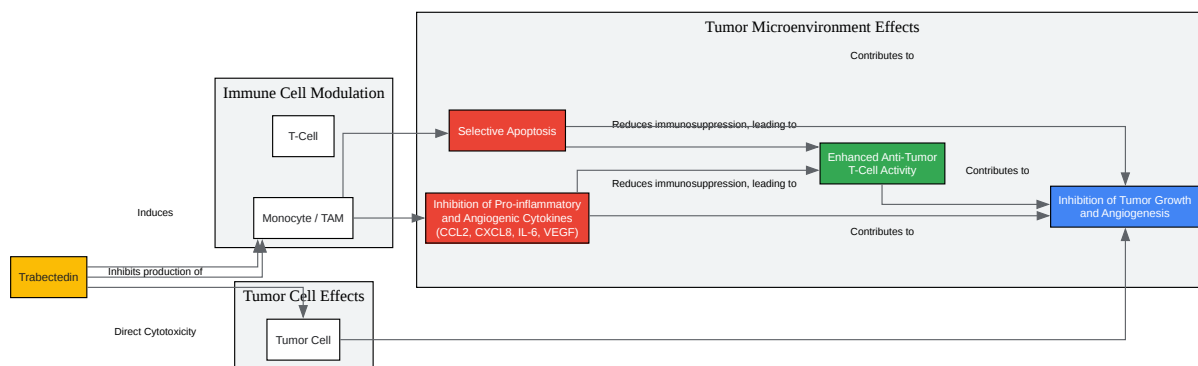 Tumor Microenvironment Effects
Contributes to
Immune Cell Modulation
T-Cell
Selective Apoptosis
Reduces immunosuppression, leading to
Enhanced Anti-Tumor
T-Cell Activity
Contributes to
Reduces immunosuppression, leading to
Induces
Monocyte / TAM
Inhibition of Pro-inflammatory
and Angiogenic Cytokines
(CCL2, CXCL8, IL-6, VEGF)
Inhibition of Tumor Growth
and Angiogenesis
Contributes to
Trabectedin
Inhibits production of
Tumor Cell Effects
Direct Cytotoxicity
Tumor Cell